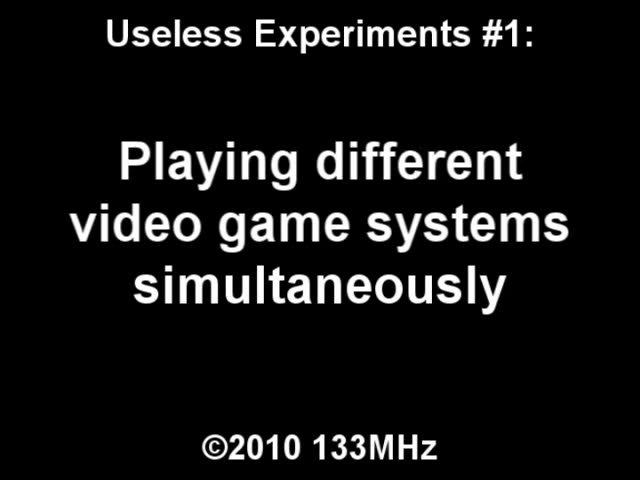 Useless Experiments #1:
Playing different
video game systems
simultaneously
©2010 133MHz